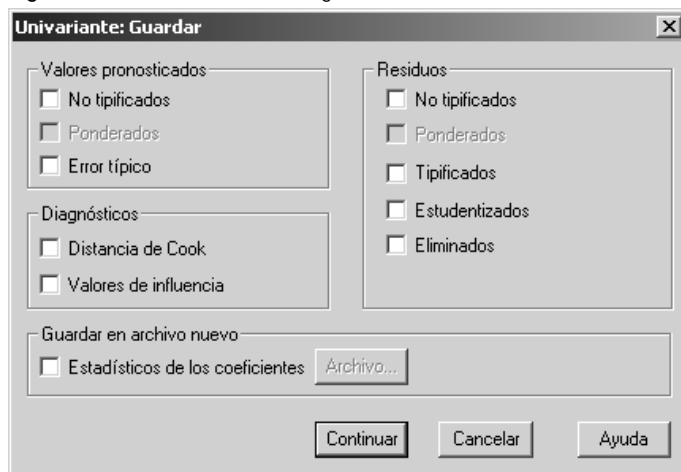 Univariante: Guardar
Valores pronosticados
No tipificados
Ponderados
Error típico
Diagnósticos
Distancia de Cook
Valores de influencia
Residuos
No tipificados
Ponderados
Tipificados
Estudentizados
Eliminados
Guardar en archivo nuevo
Estadísticos de los coeficientes Archivo...
Continuar Cancelar Ayuda